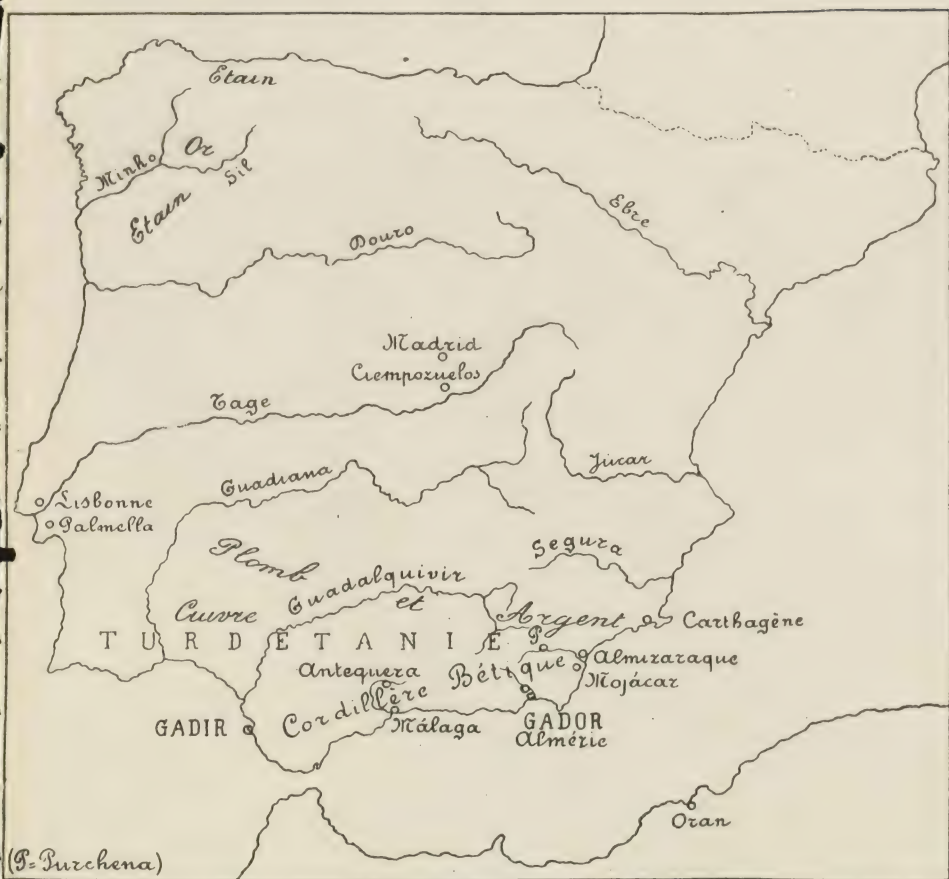 Etain
Or
Minho
Sil
Etain
Ebre
Douro
Madrid
Ciempozuelos
Tage
Jucar
Guadiana
Lisbonne
Palmella
Segura
Plomb
Guadalquivir
et
Cuivre
Argent
Carthagène
TURDETANIE
P
Almizaraque
Antequera
Cordillère Bétique
Mojácar
GADIR
Málaga
GADOR
Almérie
Oran
(P=Purchena)